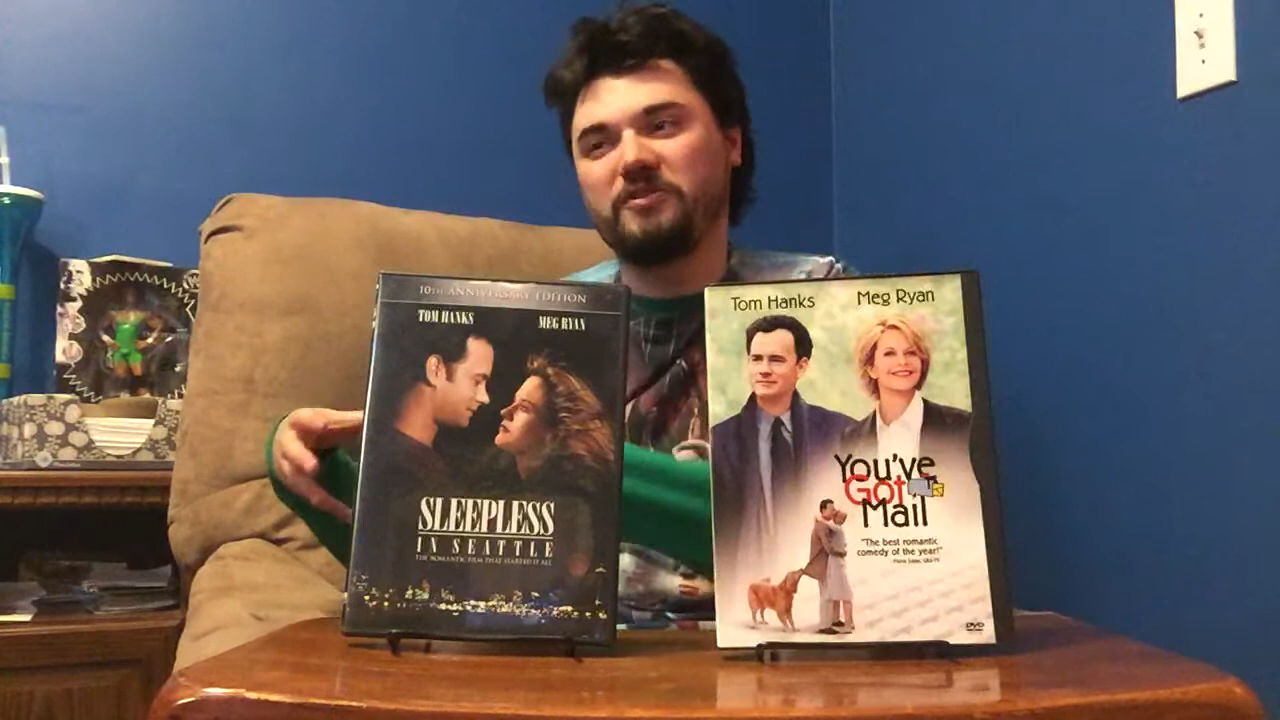 10TH ANNIVERSARY EDITION
TOM HANKS MEG RYAN
SLEEPLESS
IN SEATTLE
THE ROMANTIC FILM THAT STARTED IT ALL
Tom Hanks Meg Ryan
You've
Got
Mail
"The best romantic
comedy of the year!"
DVD